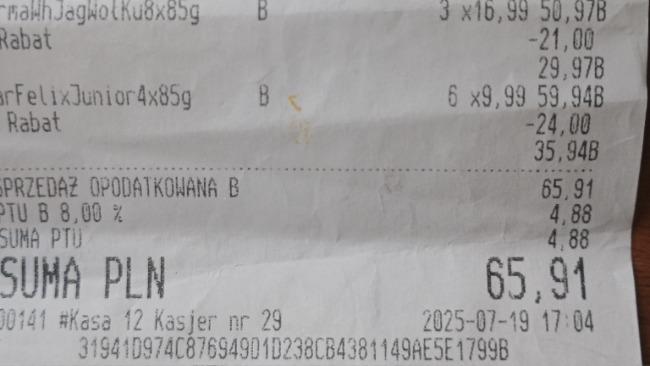 rmaWhJagWołKu8x85g B 3 x16,99 50,97B
Rabat -21,00
29,97B
arFelixJunior4x85g B 6 x9,99 59,94B
Rabat -24,00
35,94B
SPRZEDAŻ OPODATKOWANA B 65,91
PTU B 8,00 % 4,88
SUMA PTU 4,88
SUMA PLN 65,91
00141 #Kasa 12 Kasjer nr 29 2025-07-19 17:04
31941D974C876949D1D238CB4381149AE5E1799B